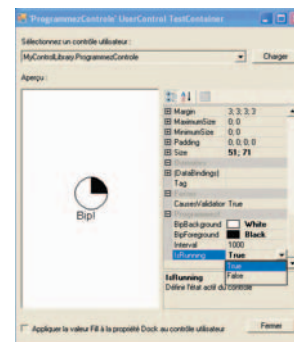 'ProgrammezControle' UserControl TestContainer
Sélectionnez un contrôle utilisateur :
MyControlLibrary.ProgrammezControle
Charger
Aperçu :
Margin 3; 3; 3; 3
MaximumSize 0; 0
MinimumSize 0; 0
Padding 0; 0; 0; 0
Size 51; 71
(DataBindings)
Tag
CausesValidation True
BipBackground White
BipForeground Black
Interval 1000
IsRunning True
True
False
IsRunning
Définie l'état actif du contrôle
Bip!
Appliquer la valeur Fill à la propriété Dock au contrôle utilisateur
Fermer